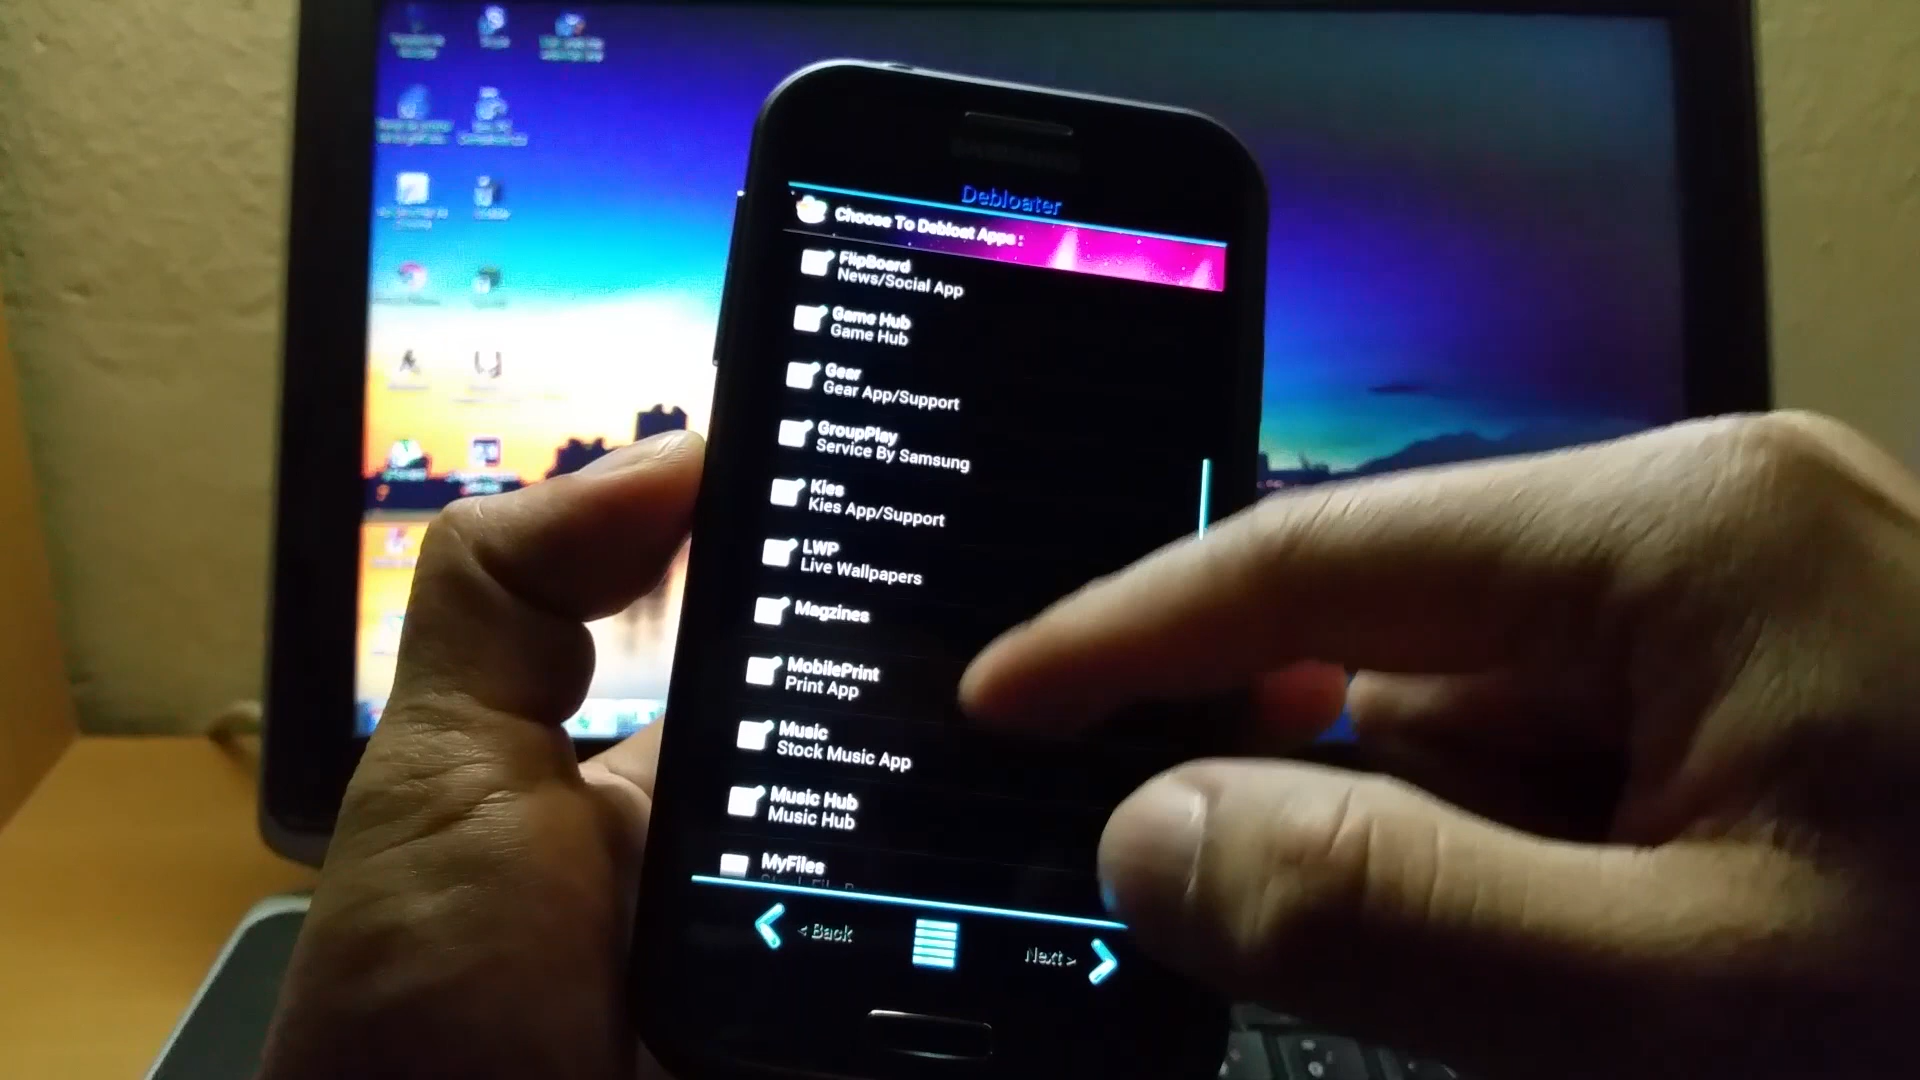 SAMSUNG
Debloater
Choose To Debloat Apps :
FlipBoard
News/Social App
Game Hub
Game Hub
Gear
Gear App/Support
GroupPlay
Service By Samsung
Kies
Kies App/Support
LWP
Live Wallpapers
Magzines
MobilePrint
Print App
Music
Stock Music App
Music Hub
Music Hub
MyFiles
< Back
Next >